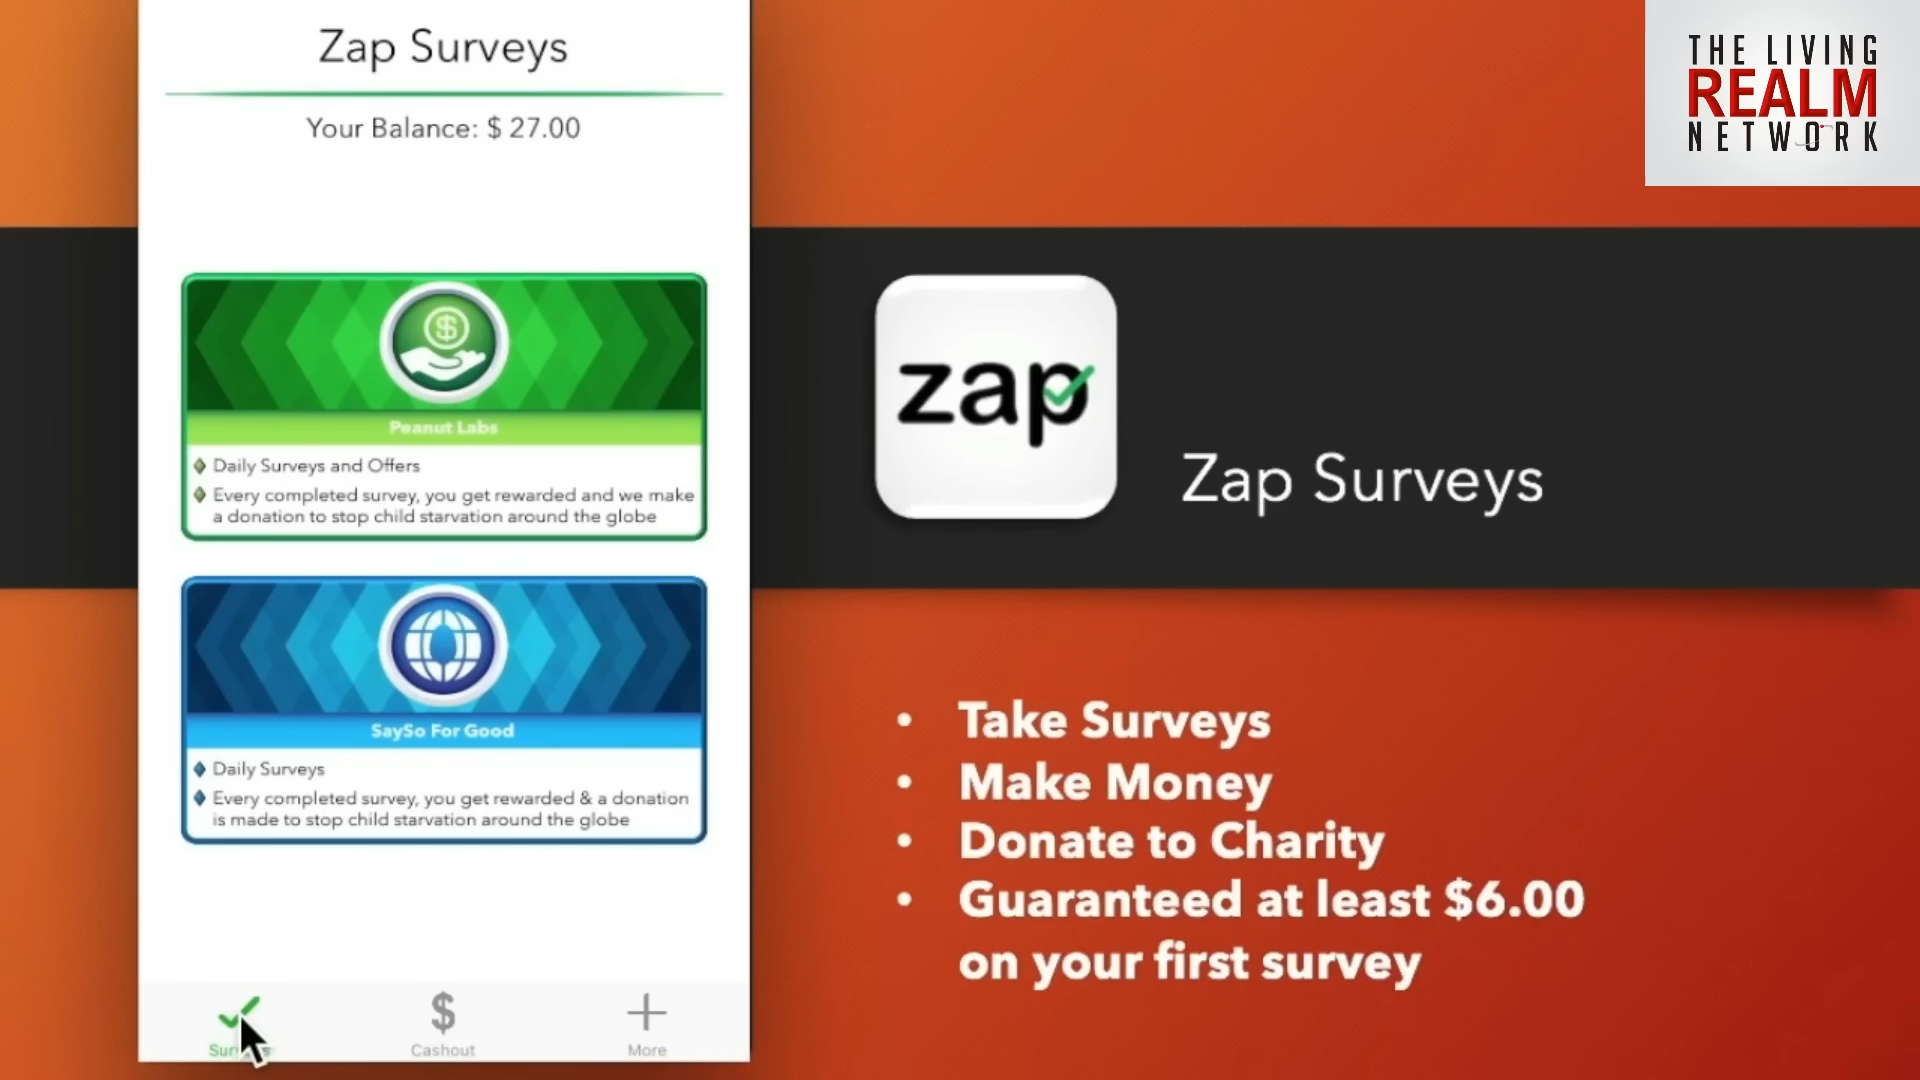 Zap Surveys
Your Balance: $ 27.00
Peanut Labs
Daily Surveys and Offers
Every completed survey, you get rewarded and we make
a donation to stop child starvation around the globe
SaySo For Good
Daily Surveys
Every completed survey, you get rewarded & a donation
is made to stop child starvation around the globe
Cashout
More
THE LIVING
REALM
NETWORK
zap
Zap Surveys
• Take Surveys
• Make Money
• Donate to Charity
• Guaranteed at least $6.00
on your first survey